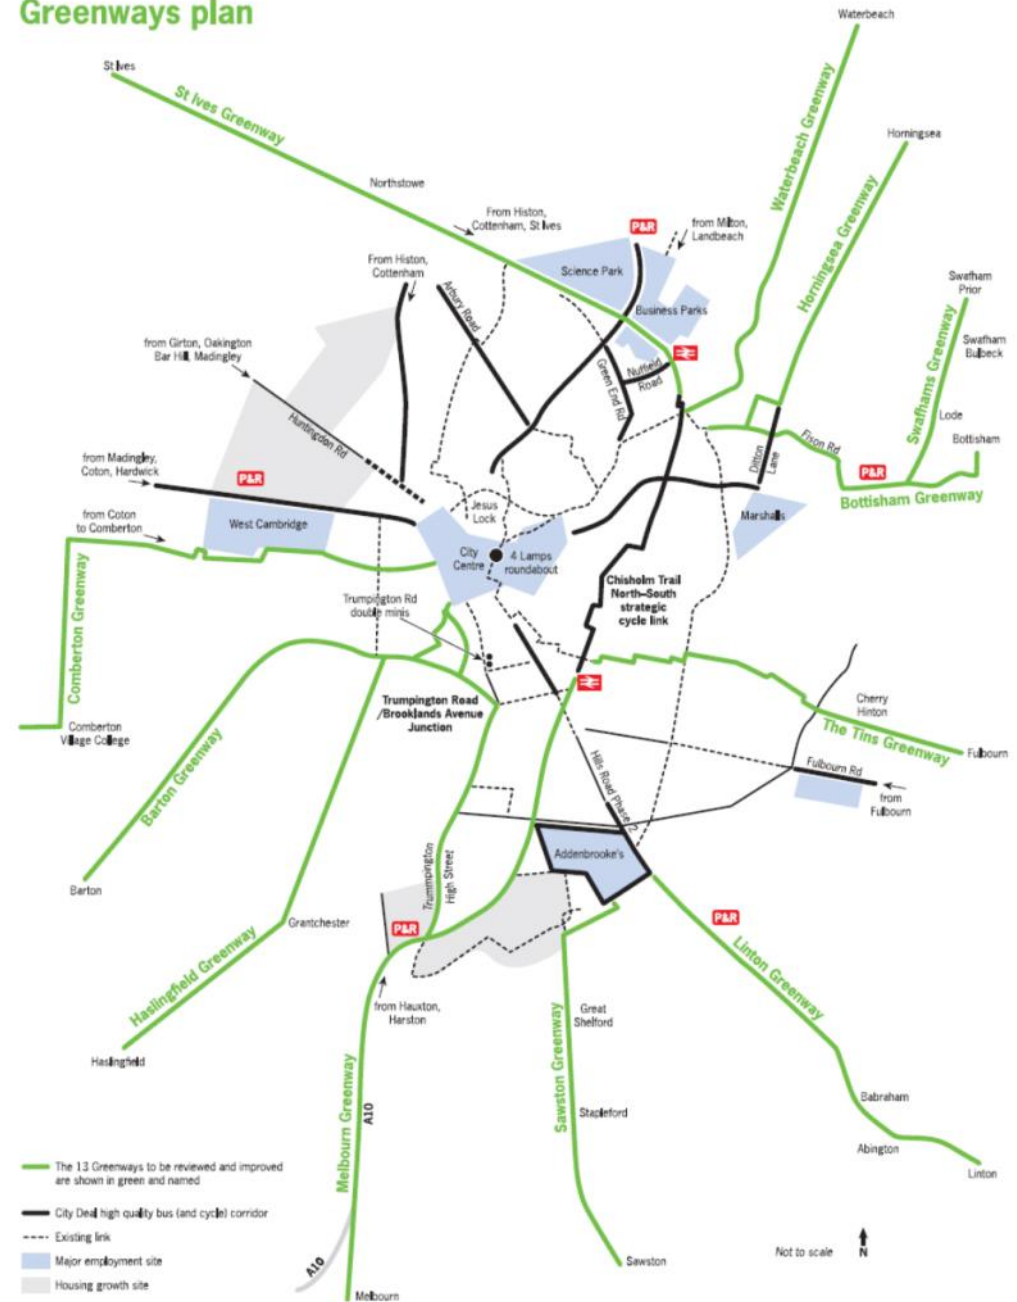 Greenways plan
Waterbeach
St Ives
St Ives Greenway
Waterbeach Greenway
Horningsea
Horningsea Greenway
Northstowe
From Histon,
Cottenham, St Ives
P&R
from Milton,
Landbeach
Science Park
From Histon,
Cottenham
Arbury Road
Business Parks
Swafham
Prior
Swafham
Bulbeck
Swafhams Greenway
Lode
Bottisham
from Girton, Oakington
Bar Hill, Madingley
Huntingdon Rd
Green End Rd
Nuffield
Road
Fison Rd
Ditton
Lane
P&R
Bottisham Greenway
from Madingley,
Coton, Hardwick
P&R
West Cambridge
from Coton
to Comberton
Jesus
Lock
Marshalls
City
Centre
4 Lamps
roundabout
Chisholm Trail
North–South
strategic
cycle link
Trumpington Rd
double minis
Comberton Greenway
Comberton
Village College
Trumpington Road
/Brooklands Avenue
Junction
Cherry
Hinton
The Tins Greenway
Fulbourn
Fulbourn Rd
from
Fulbourn
Barton Greenway
Barton
Hills Road Phase 2
Addenbrooke's
Trummpington
High Street
P&R
P&R
Grantchester
Haslingfield Greenway
Haslingfield
Linton Greenway
from Hauxton,
Harston
Great
Shelford
Sawston Greenway
Melbourn Greenway
A10
Stapleford
Babraham
Abington
Linton
Sawston
A10
Melbourn
The 13 Greenways to be reviewed and improved
are shown in green and named
City Deal high quality bus (and cycle) corridor
Existing link
Major employment site
Housing growth site
Not to scale
N